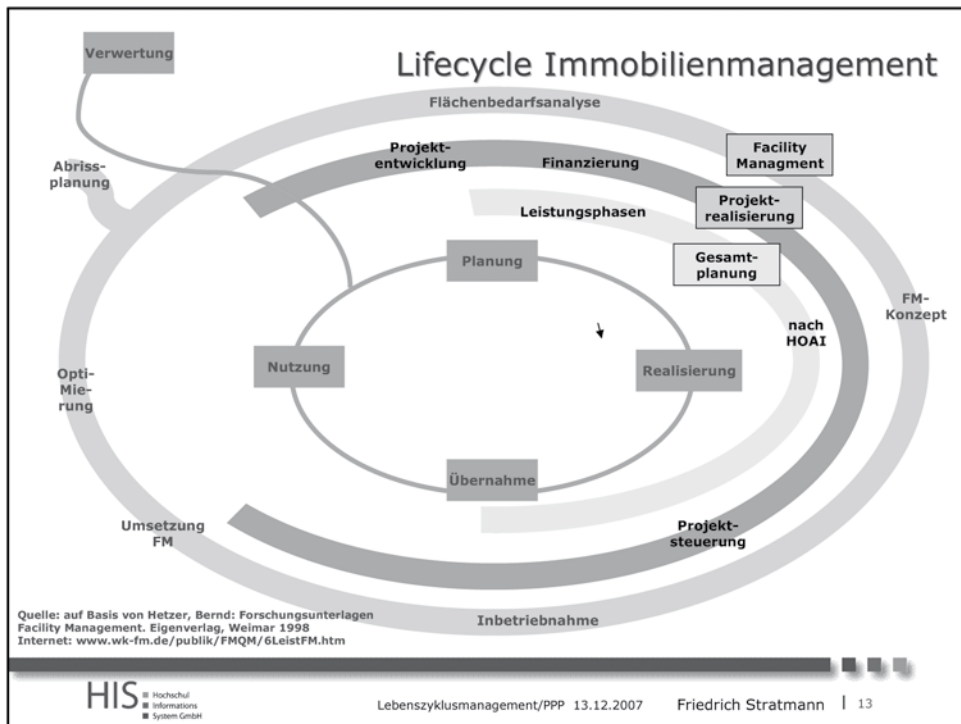 Verwertung
Lifecycle Immobilienmanagement
Flächenbedarfsanalyse
Projekt-
entwicklung
Finanzierung
Facility
Managment
Abriss-
planung
Leistungsphasen
Projekt-
realisierung
Planung
Gesamt-
planung
FM-
Konzept
nach
HOAI
Nutzung
Realisierung
Opti-
Mie-
rung
Übernahme
Umsetzung
FM
Projekt-
steuerung
Inbetriebnahme
Quelle: auf Basis von Hetzer, Bernd: Forschungsunterlagen
Facility Management. Eigenverlag, Weimar 1998
Internet: www.wk-fm.de/publik/FMQM/6LeistFM.htm
HIS
Hochschul
Informations
System GmbH
Lebenszyklusmanagement/PPP 13.12.2007
Friedrich Stratmann
13